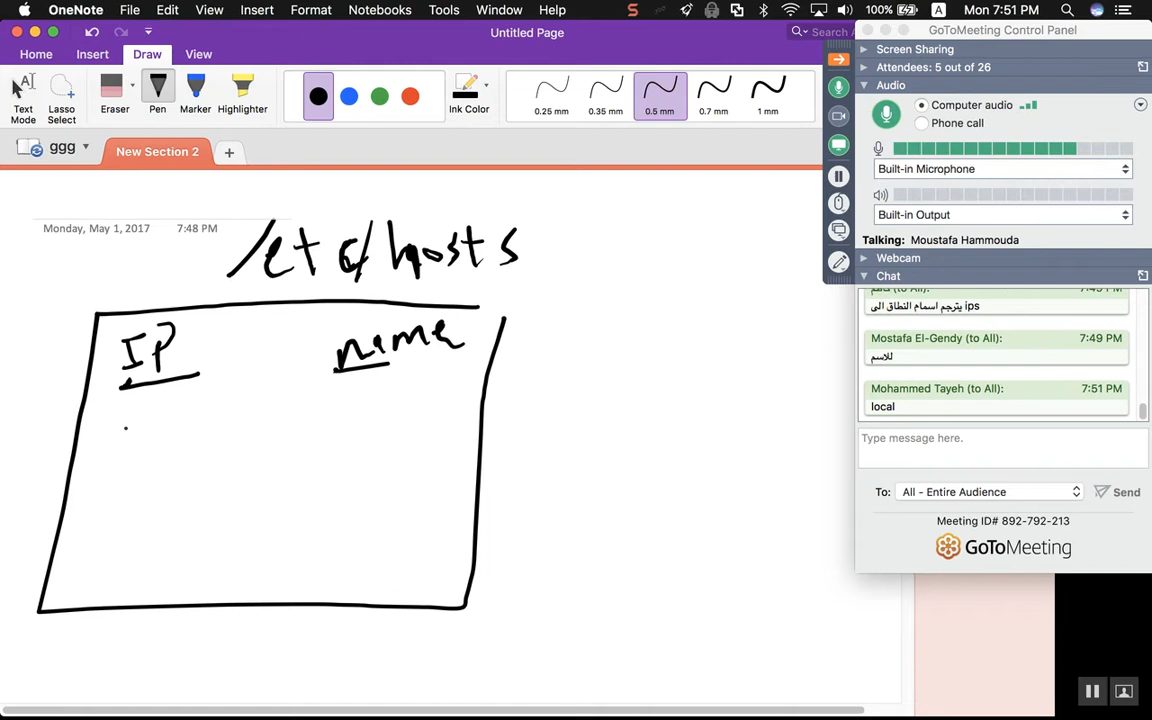 OneNote File Edit View Insert Format Notebooks Tools Window Help 100% A Mon 7:51 PM
Untitled Page
Search
GoToMeeting Control Panel
Home Insert Draw View
Screen Sharing
Attendees: 5 out of 26
Audio
Computer audio
Phone call
Text Mode
Lasso Select
Eraser
Pen
Marker
Highlighter
Ink Color
0.25 mm
0.35 mm
0.5 mm
0.7 mm
1 mm
Built-in Microphone
Built-in Output
Talking: Moustafa Hammouda
Webcam
Chat
ggg
New Section 2
+
Monday, May 1, 2017 7:48 PM
/etc/hosts
IP name
يترجم اسمام النطاق الى ips
Mostafa El-Gendy (to All): 7:49 PM
للاسم
Mohammed Tayeh (to All): 7:51 PM
local
Type message here.
To: All - Entire Audience Send
Meeting ID# 892-792-213
GoToMeeting